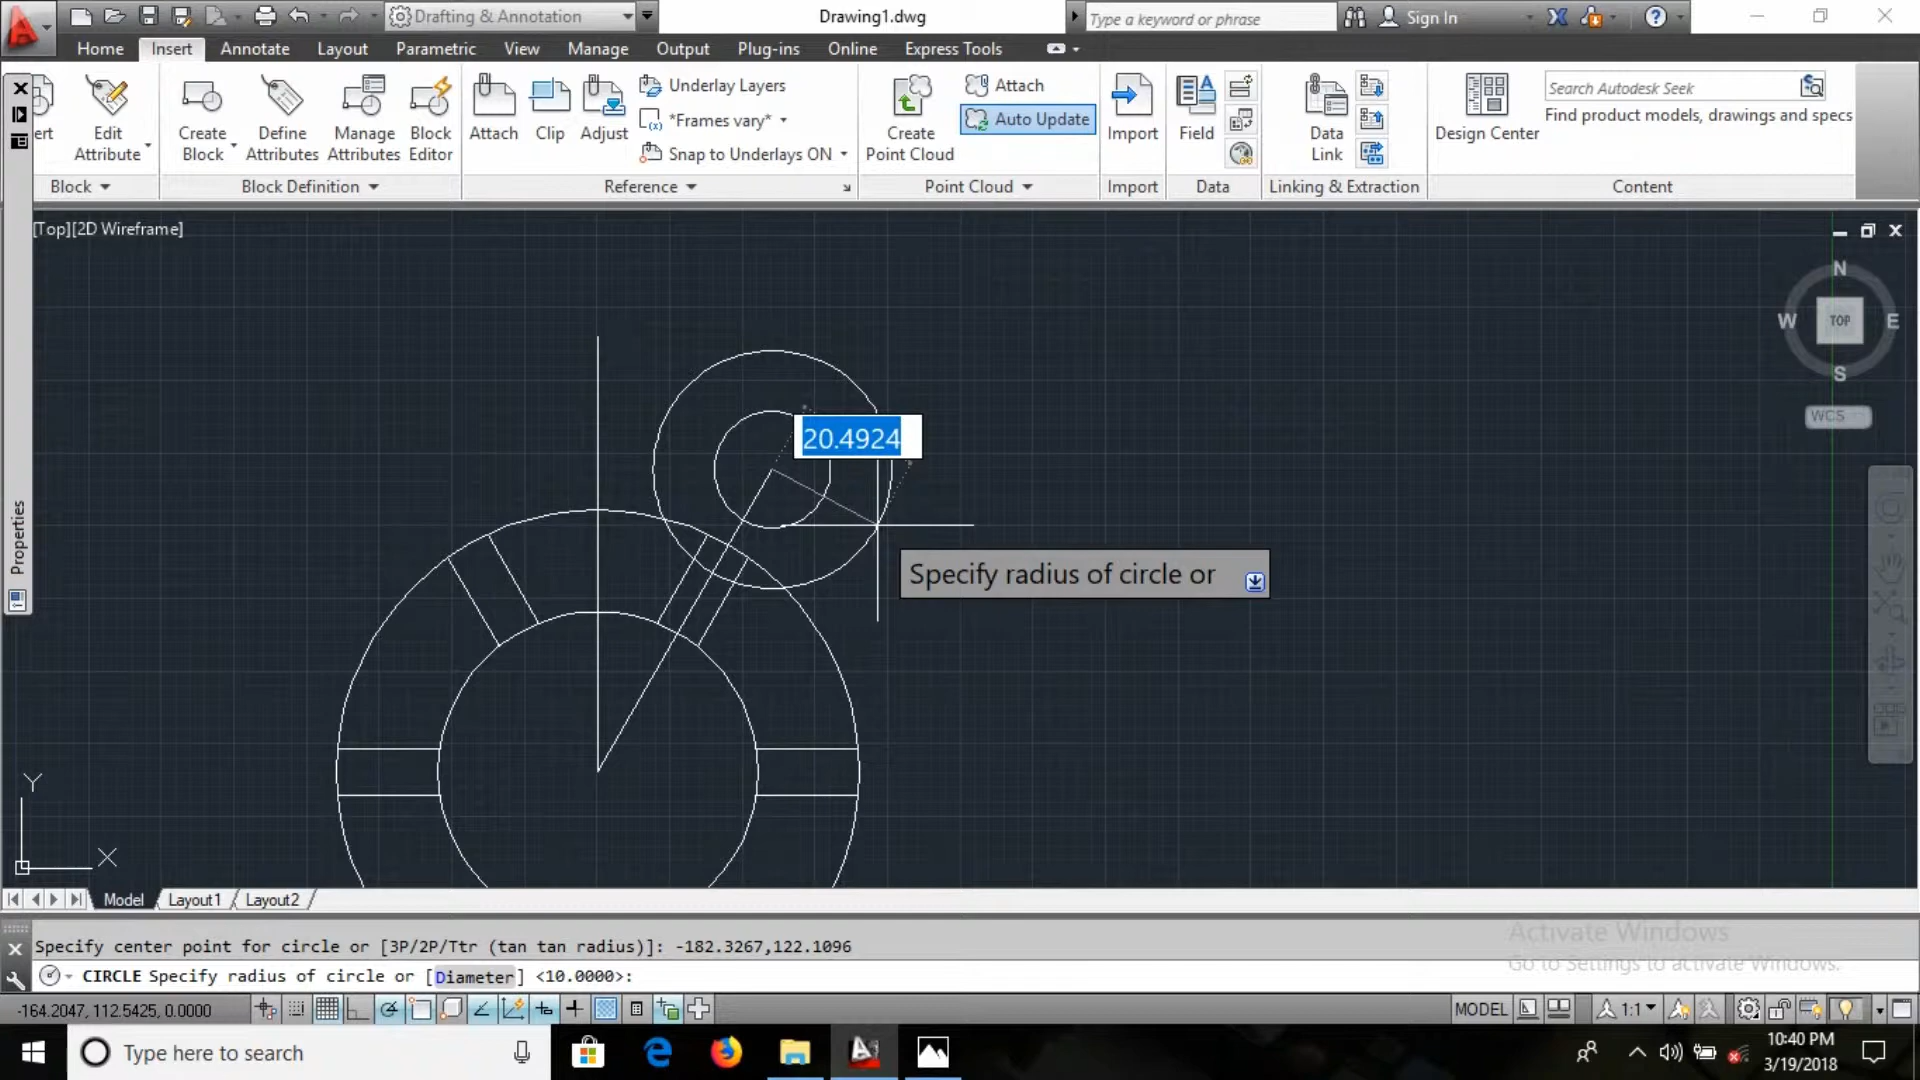 Drafting & Annotation
Drawing1.dwg
Type a keyword or phrase
Sign In
Home
Insert
Annotate
Layout
Parametric
View
Manage
Output
Plug-ins
Online
Express Tools
ert
Edit
Attribute
Create
Block
Define
Attributes
Manage
Attributes
Block
Editor
Attach
Clip
Adjust
Underlay Layers
*Frames vary*
Snap to Underlays ON
Create
Point Cloud
Attach
Auto Update
Import
Field
Data
Link
Design Center
Search Autodesk Seek
Find product models, drawings and specs
Block
Block Definition
Reference
Point Cloud
Import
Data
Linking & Extraction
Content
[Top][2D Wireframe]
N
W
TOP
E
S
WCS
20.4924
Specify radius of circle or
Properties
Y
X
Model
Layout1
Layout2
Specify center point for circle or [3P/2P/Ttr (tan tan radius)]: -182.3267,122.1096
CIRCLE Specify radius of circle or [Diameter] <10.0000>:
Activate Windows
Go to Settings to activate Windows.
-164.2047, 112.5425, 0.0000
MODEL
1:1
Type here to search
10:40 PM
3/19/2018